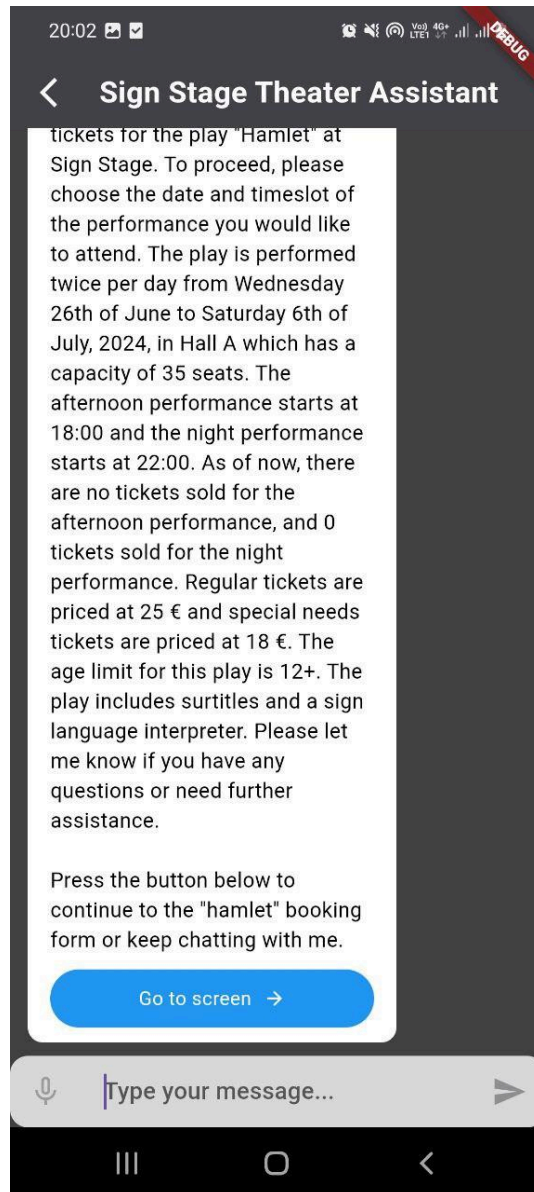 20:02
Vo)) 4G+
LTE1
DEBUG
Sign Stage Theater Assistant
tickets for the play "Hamlet" at
Sign Stage. To proceed, please
choose the date and timeslot of
the performance you would like
to attend. The play is performed
twice per day from Wednesday
26th of June to Saturday 6th of
July, 2024, in Hall A which has a
capacity of 35 seats. The
afternoon performance starts at
18:00 and the night performance
starts at 22:00. As of now, there
are no tickets sold for the
afternoon performance, and 0
tickets sold for the night
performance. Regular tickets are
priced at 25 € and special needs
tickets are priced at 18 €. The
age limit for this play is 12+. The
play includes surtitles and a sign
language interpreter. Please let
me know if you have any
questions or need further
assistance.
Press the button below to
continue to the "hamlet" booking
form or keep chatting with me.
Go to screen →
Type your message...